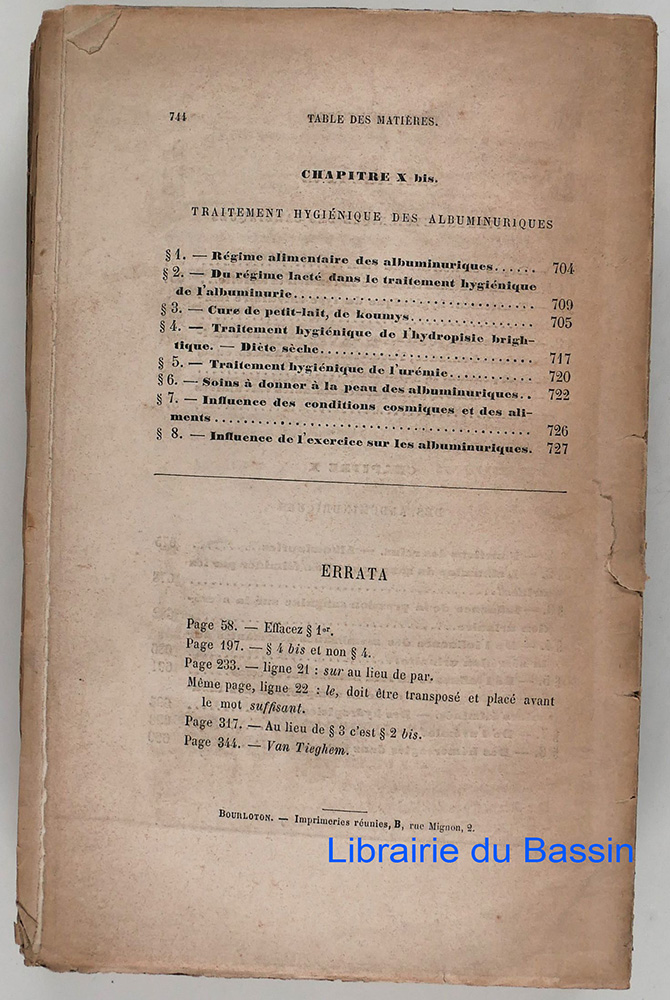 744 TABLE DES MATIÈRES.
CHAPITRE X bis.
TRAITEMENT HYGIÉNIQUE DES ALBUMINURIQUES
§ 1. — Régime alimentaire des albuminuriques...... 704
§ 2. — Du régime lacté dans le traitement hygiénique
de l'albuminurie................................ 709
§ 3. — Cure de petit-lait, de koumys................ 705
§ 4. — Traitement hygiénique de l'hydropisie brigh-
tique. — Diète sèche............................ 717
§ 5. — Traitement hygiénique de l'urémie........... 720
§ 6. — Soins à donner à la peau des albuminuriques.. 722
§ 7. — Influence des conditions cosmiques et des ali-
ments.......................................... 726
§ 8. — Influence de l'exercice sur les albuminuriques. 727
ERRATA
Page 58. — Effacez § 1er.
Page 197. — § 4 bis et non § 4.
Page 233. — ligne 21 : sur au lieu de par.
Même page, ligne 22 : le, doit être transposé et placé avant
le mot suffisant.
Page 317. — Au lieu de § 3 c'est § 2 bis.
Page 344. — Van Tieghem.
BOURLOTON. — Imprimeries réunies, B, rue Mignon, 2.
Librairie du Bassin